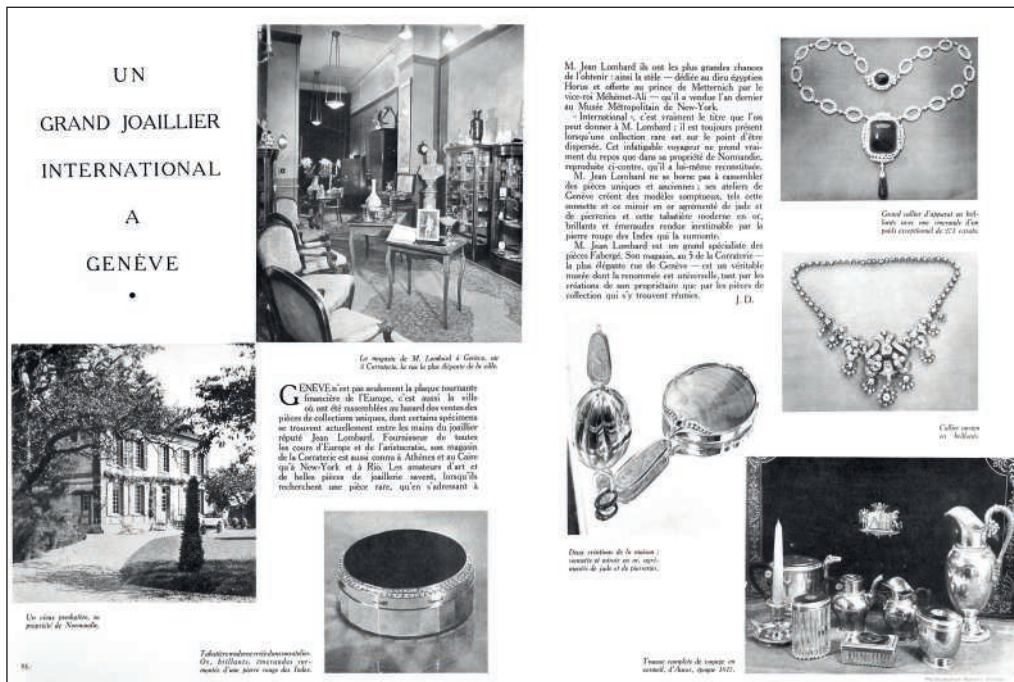 UN
GRAND JOAILLIER
INTERNATIONAL
A
GENÈVE
•
Le magasin de M. Lombard à Genève, sur
la Corraterie, la rue la plus élégante de la ville.
GENÈVE n'est pas seulement la plaque tournante
financière de l'Europe, c'est aussi la ville
où ont été rassemblées au hasard des ventes des
pièces de collections uniques, dont certains spécimens
se trouvent actuellement entre les mains du joaillier
réputé Jean Lombard. Fournisseur de toutes
les cours d'Europe et de l'aristocratie, son magasin
de la Corraterie est aussi connu à Athènes et au Caire
qu'à New-York et à Rio. Les amateurs d'art et
de belles pièces de joaillerie savent, lorsqu'ils
recherchent une pièce rare, qu'en s'adressant à
Un vieux presbytère, sa
propriété de Normandie.
Tabatière moderne créée dans son atelier.
Or, brillants, émeraudes sur-
montés d'une pierre rouge des Indes.
M. Jean Lombard ils ont les plus grandes chances
de l'obtenir : ainsi la stèle — dédiée au dieu égyptien
Horus et offerte au prince de Metternich par le
vice-roi Méhémet-Ali — qu'il a vendue l'an dernier
au Musée Métropolitain de New-York.
« International », c'est vraiment le titre que l'on
peut donner à M. Lombard ; il est toujours présent
lorsqu'une collection rare est sur le point d'être
dispersée. Cet infatigable voyageur ne prend vrai-
ment du repos que dans sa propriété de Normandie,
reproduite ci-contre, qu'il a lui-même reconstituée.
M. Jean Lombard ne se borne pas à rassembler
des pièces uniques et anciennes ; ses ateliers de
Genève créent des modèles somptueux, tels cette
sonnette et ce miroir en or agrémenté de jade et
de pierreries et cette tabatière moderne en or,
brillants et émeraudes rendue inestimable par la
pierre rouge des Indes qui la surmonte.
M. Jean Lombard est un grand spécialiste des
pièces Fabergé. Son magasin, au 5 de la Corraterie —
la plus élégante rue de Genève — est un véritable
musée dont la renommée est universelle, tant par les
créations de son propriétaire que par les pièces de
collection qui s'y trouvent réunies.
J. D.
Grand collier d'apparat en bril-
lants avec une émeraude d'un
poids exceptionnel de carats.
Collier ancien
en brillants.
Deux créations de la maison :
sonnette et miroir en or, agré-
mentés de jade et de pierreries.
Trousse complète de voyage en
vermeil, époque